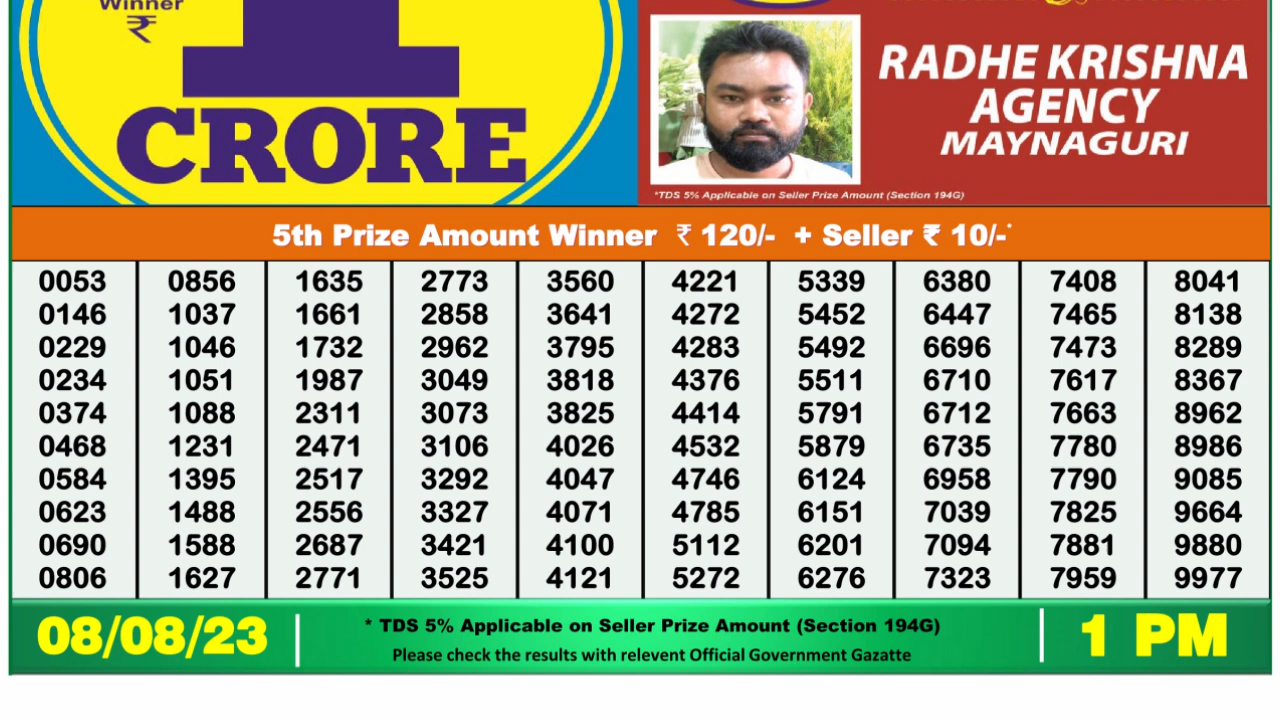 Winner
₹
1
CRORE
RADHE KRISHNA
AGENCY
MAYNAGURI
*TDS 5% Applicable on Seller Prize Amount (Section 194G)
5th Prize Amount Winner ₹ 120/- + Seller ₹ 10/-*
0053 0856 1635 2773 3560 4221 5339 6380 7408 8041
0146 1037 1661 2858 3641 4272 5452 6447 7465 8138
0229 1046 1732 2962 3795 4283 5492 6696 7473 8289
0234 1051 1987 3049 3818 4376 5511 6710 7617 8367
0374 1088 2311 3073 3825 4414 5791 6712 7663 8962
0468 1231 2471 3106 4026 4532 5879 6735 7780 8986
0584 1395 2517 3292 4047 4746 6124 6958 7790 9085
0623 1488 2556 3327 4071 4785 6151 7039 7825 9664
0690 1588 2687 3421 4100 5112 6201 7094 7881 9880
0806 1627 2771 3525 4121 5272 6276 7323 7959 9977
08/08/23
* TDS 5% Applicable on Seller Prize Amount (Section 194G)
Please check the results with relevent Official Government Gazatte
1 PM